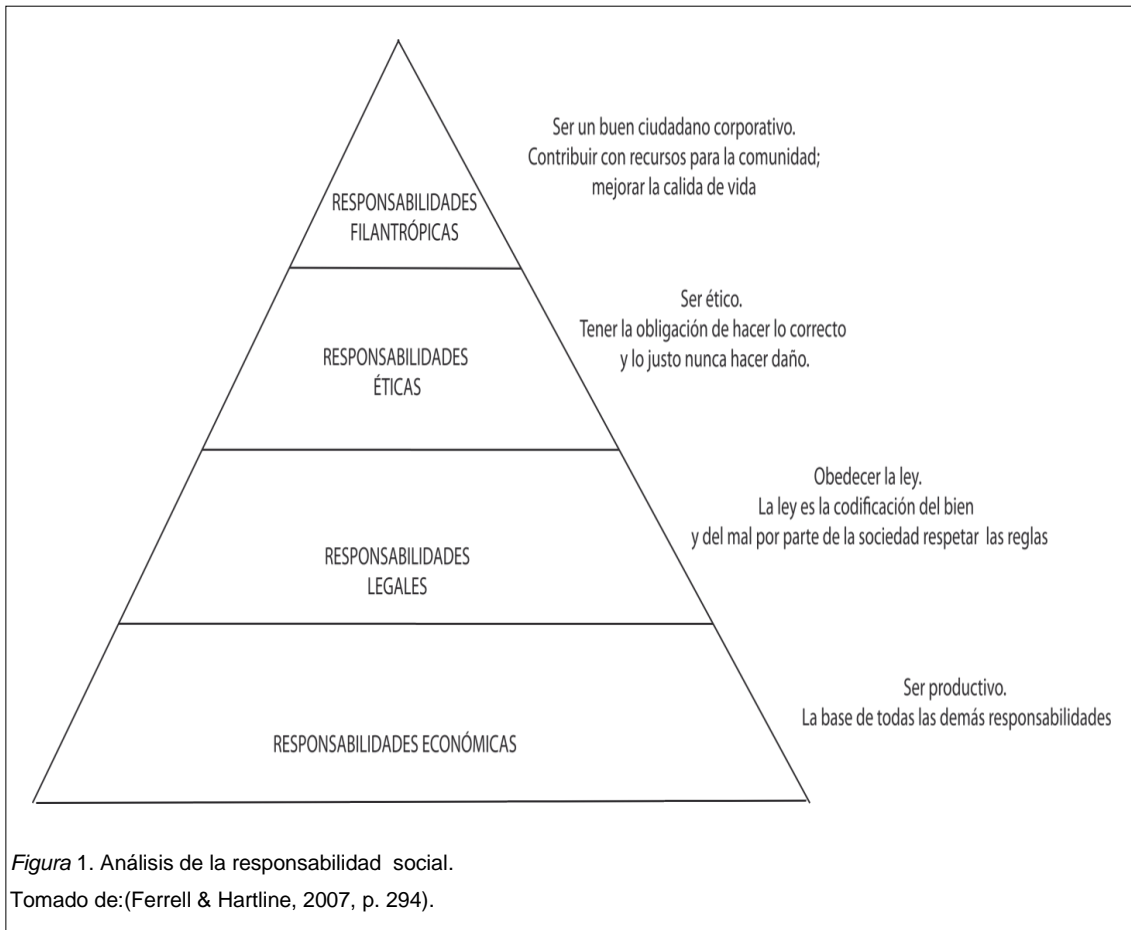 Ser un buen ciudadano corporativo.
Contribuir con recursos para la comunidad;
mejorar la calida de vida
RESPONSABILIDADES
FILANTRÓPICAS
Ser ético.
Tener la obligación de hacer lo correcto
y lo justo nunca hacer daño.
RESPONSABILIDADES
ÉTICAS
Obedecer la ley.
La ley es la codificación del bien
y del mal por parte de la sociedad respetar las reglas
RESPONSABILIDADES
LEGALES
Ser productivo.
La base de todas las demás responsabilidades
RESPONSABILIDADES ECONÓMICAS
Figura 1. Análisis de la responsabilidad social.
Tomado de:(Ferrell & Hartline, 2007, p. 294).